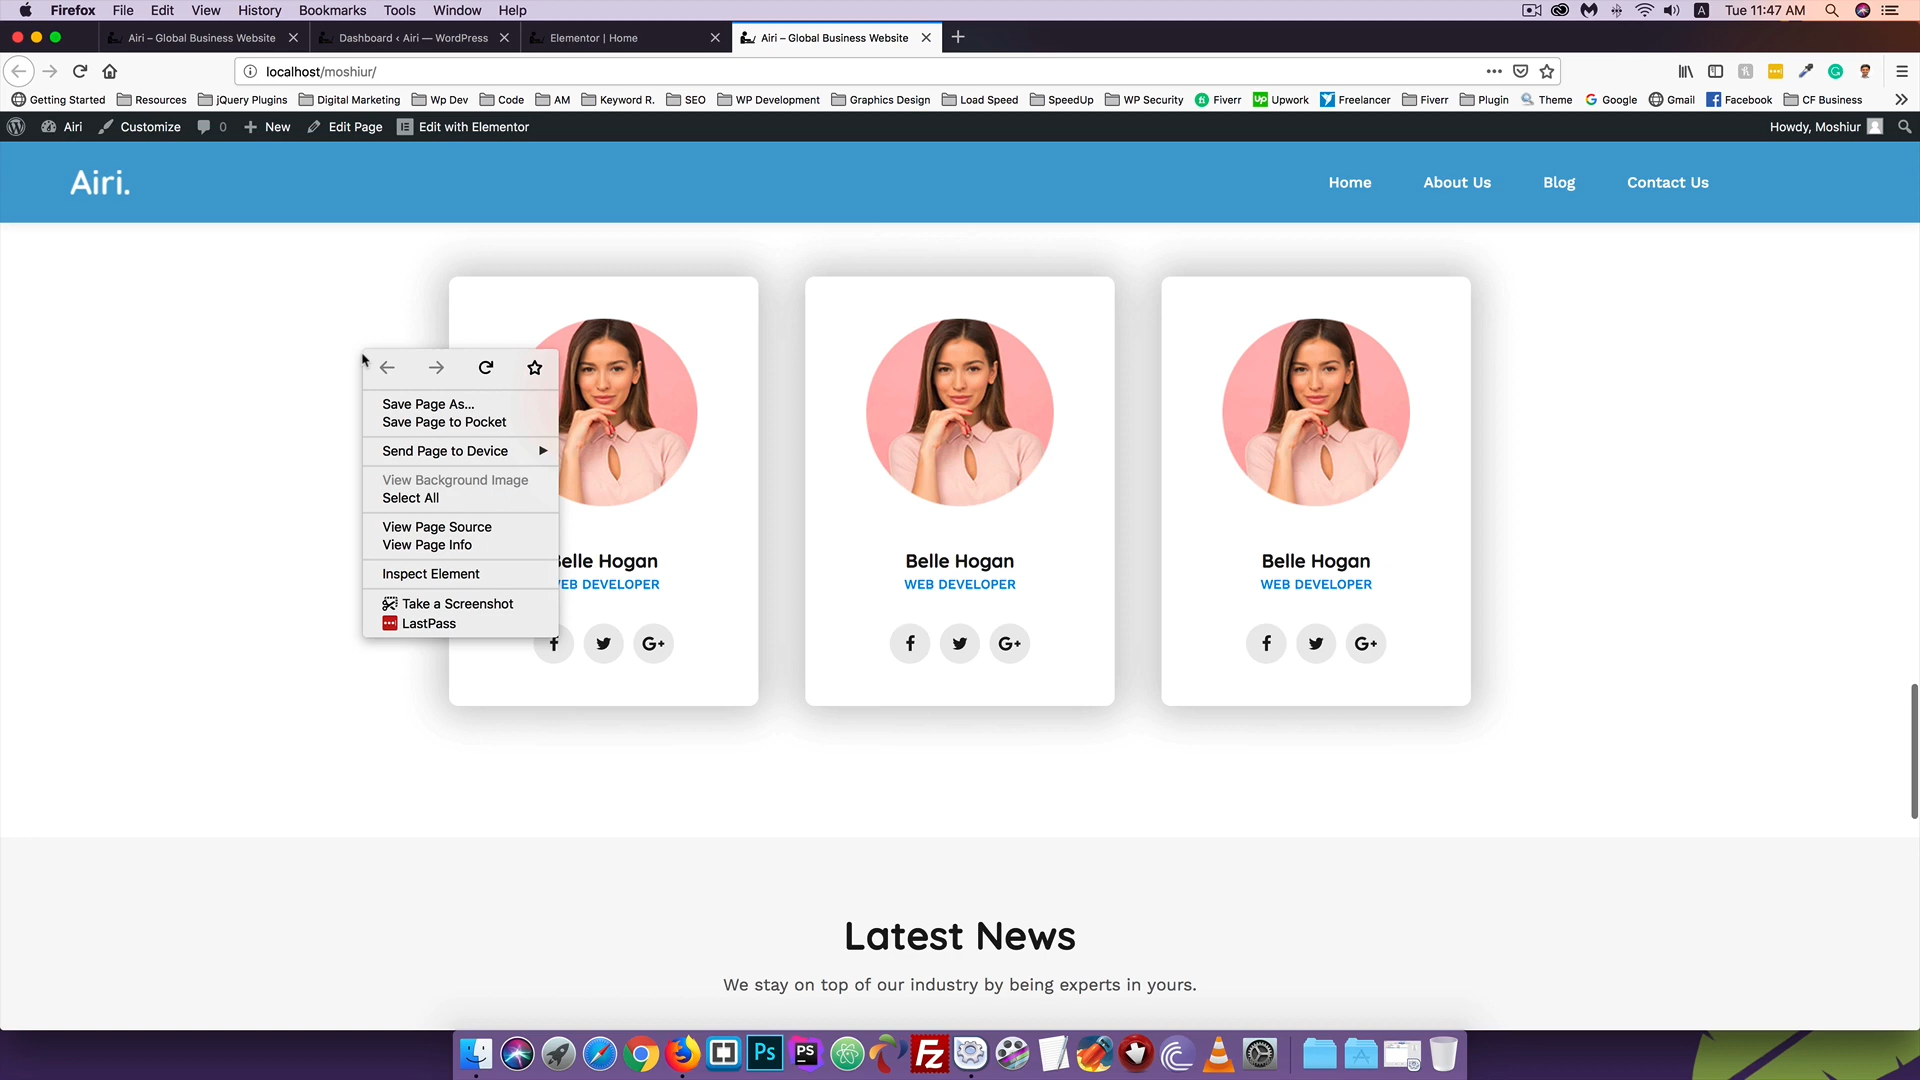 Firefox File Edit View History Bookmarks Tools Window Help A Tue 11:47 AM
Airi – Global Business Website Dashboard ‹ Airi — WordPress Elementor | Home Airi – Global Business Website
localhost/moshiur/
Getting Started Resources jQuery Plugins Digital Marketing Wp Dev Code AM Keyword R. SEO WP Development Graphics Design Load Speed SpeedUp WP Security Fiverr Up Upwork Freelancer Fiverr Plugin Theme Google Gmail Facebook CF Business
Airi Customize 0 New Edit Page Edit with Elementor Howdy, Moshiur
Airi. Home About Us Blog Contact Us
Save Page As...
Save Page to Pocket
Send Page to Device
View Background Image
Select All
View Page Source
View Page Info
Inspect Element
Take a Screenshot
LastPass
Belle Hogan Belle Hogan Belle Hogan
WEB DEVELOPER WEB DEVELOPER WEB DEVELOPER
f G+ f G+ f G+
Latest News
We stay on top of our industry by being experts in yours.
Ps PS FZ